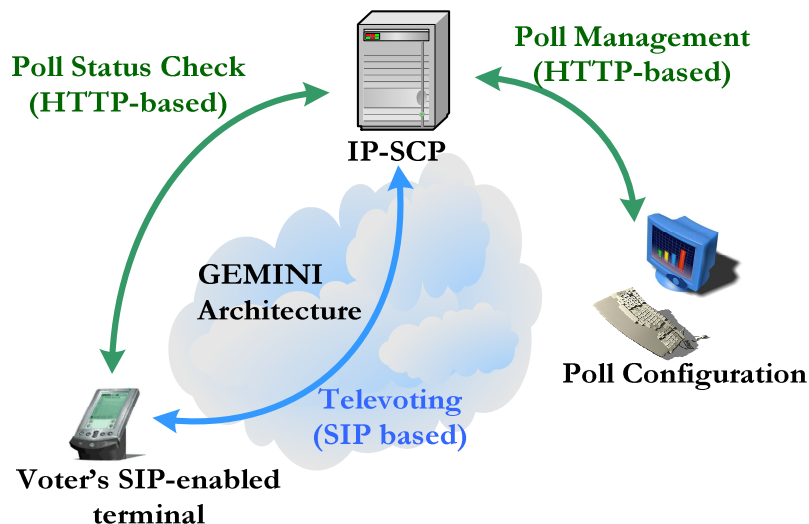 Poll Status Check
(HTTP-based)
Poll Management
(HTTP-based)
IP-SCP
GEMINI
Architecture
Poll Configuration
Televoting
(SIP based)
Voter's SIP-enabled
terminal